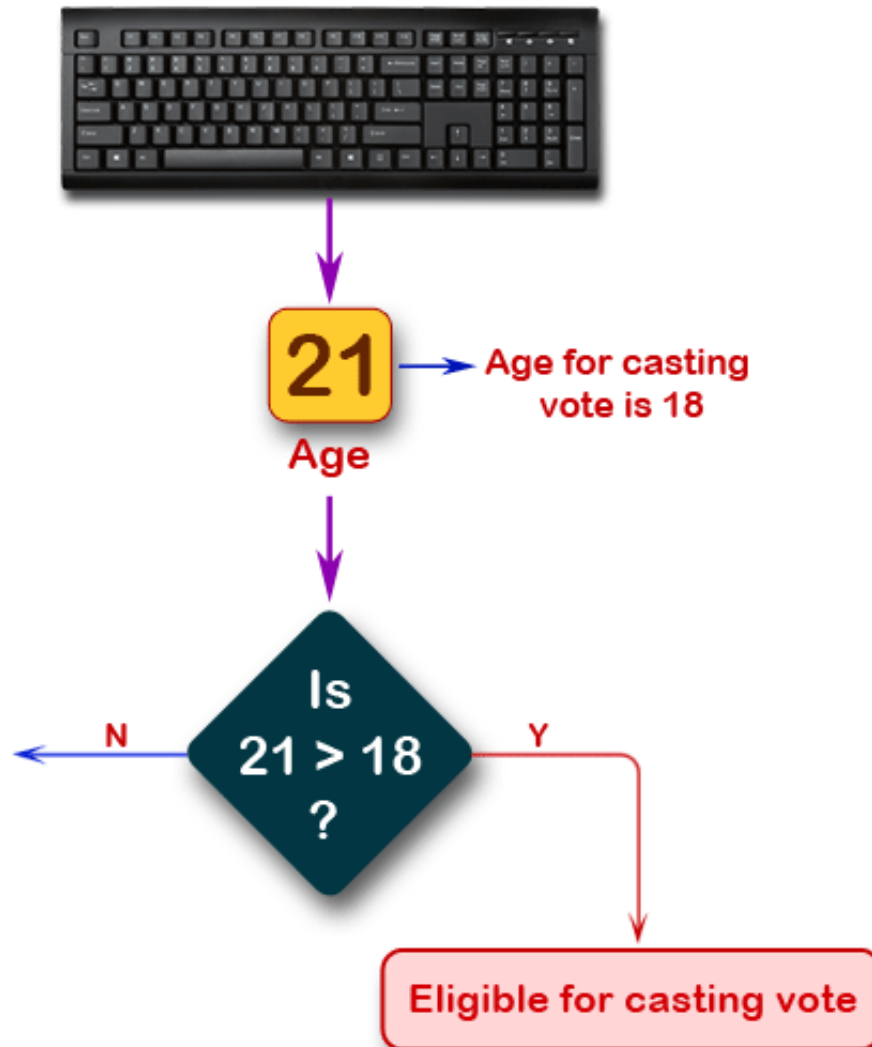 21
Age for casting
vote is 18
Age
Is
21 > 18
?
N
Y
Eligible for casting vote